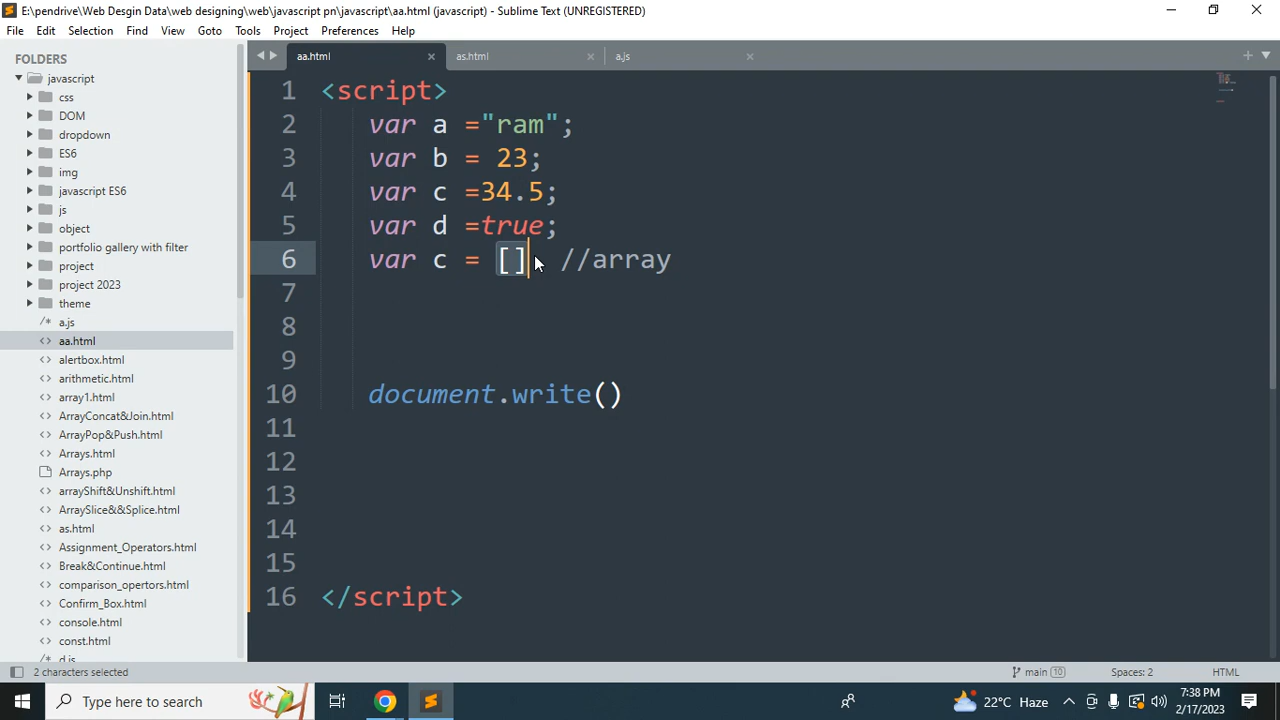 E:\pendrive\Web Desgin Data\web designing\web\javascript pn\javascript\aa.html (javascript) - Sublime Text (UNREGISTERED)
File Edit Selection Find View Goto Tools Project Preferences Help
FOLDERS
javascript
css
DOM
dropdown
ES6
img
javascript ES6
js
object
portfolio gallery with filter
project
project 2023
theme
/* a.js
<> aa.html
<> alertbox.html
<> arithmetic.html
<> array1.html
<> ArrayConcat&Join.html
<> ArrayPop&Push.html
<> Arrays.html
Arrays.php
<> arrayShift&Unshift.html
<> ArraySlice&&Splice.html
<> as.html
<> Assignment_Operators.html
<> Break&Continue.html
<> comparison_opertors.html
<> Confirm_Box.html
<> console.html
<> const.html
d.js
aa.html as.html a.js
1 <script>
2 var a ="ram";
3 var b = 23;
4 var c =34.5;
5 var d =true;
6 var c = [] //array
7
8
9
10 document.write()
11
12
13
14
15
16 </script>
2 characters selected main 10 Spaces: 2 HTML
Type here to search 22°C Haze 7:38 PM
2/17/2023